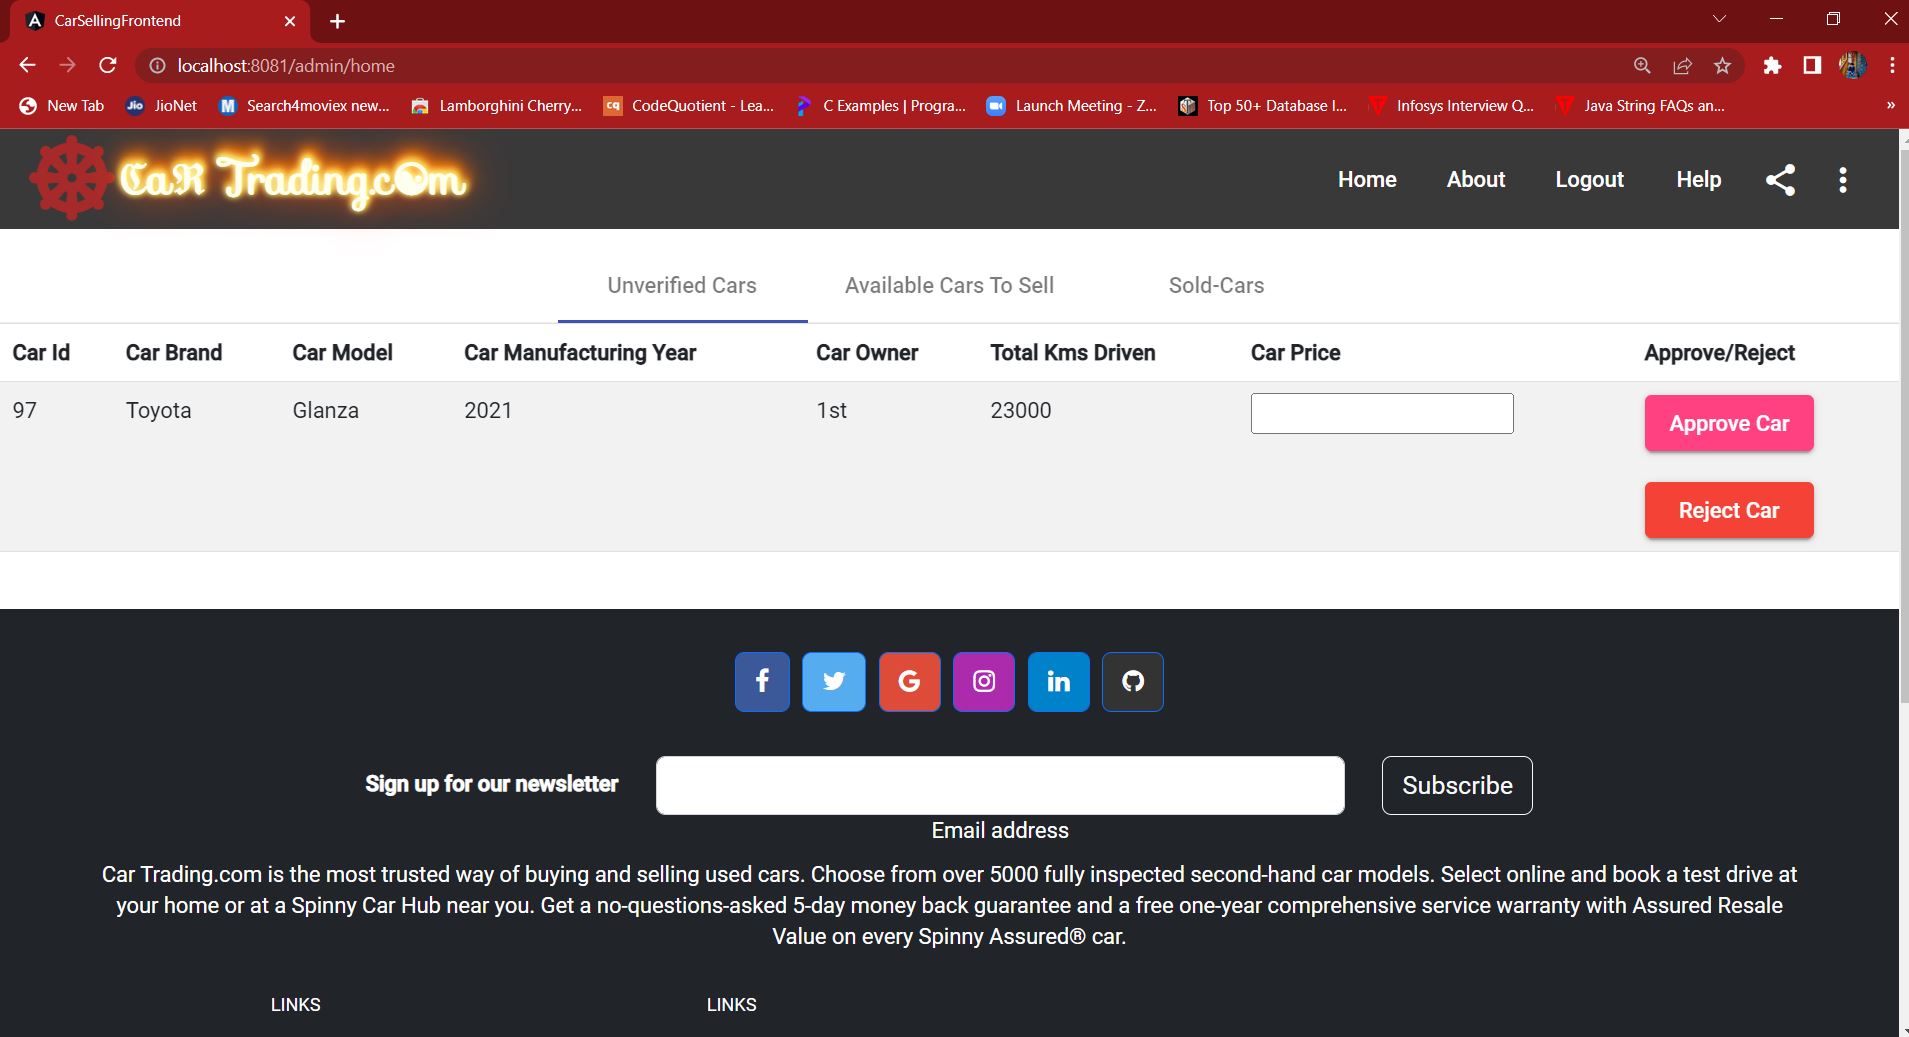 CarSellingFrontend
localhost:8081/admin/home
New Tab JioNet Search4moviex new... Lamborghini Cherry... CodeQuotient - Lea... C Examples | Progra... Launch Meeting - Z... Top 50+ Database I... Infosys Interview Q... Java String FAQs an... »
CaR Trading.com Home About Logout Help
Unverified Cars Available Cars To Sell Sold-Cars
Car Id Car Brand Car Model Car Manufacturing Year Car Owner Total Kms Driven Car Price Approve/Reject
97 Toyota Glanza 2021 1st 23000 Approve Car
Reject Car
Sign up for our newsletter Subscribe
Email address
Car Trading.com is the most trusted way of buying and selling used cars. Choose from over 5000 fully inspected second-hand car models. Select online and book a test drive at
your home or at a Spinny Car Hub near you. Get a no-questions-asked 5-day money back guarantee and a free one-year comprehensive service warranty with Assured Resale
Value on every Spinny Assured® car.
LINKS LINKS